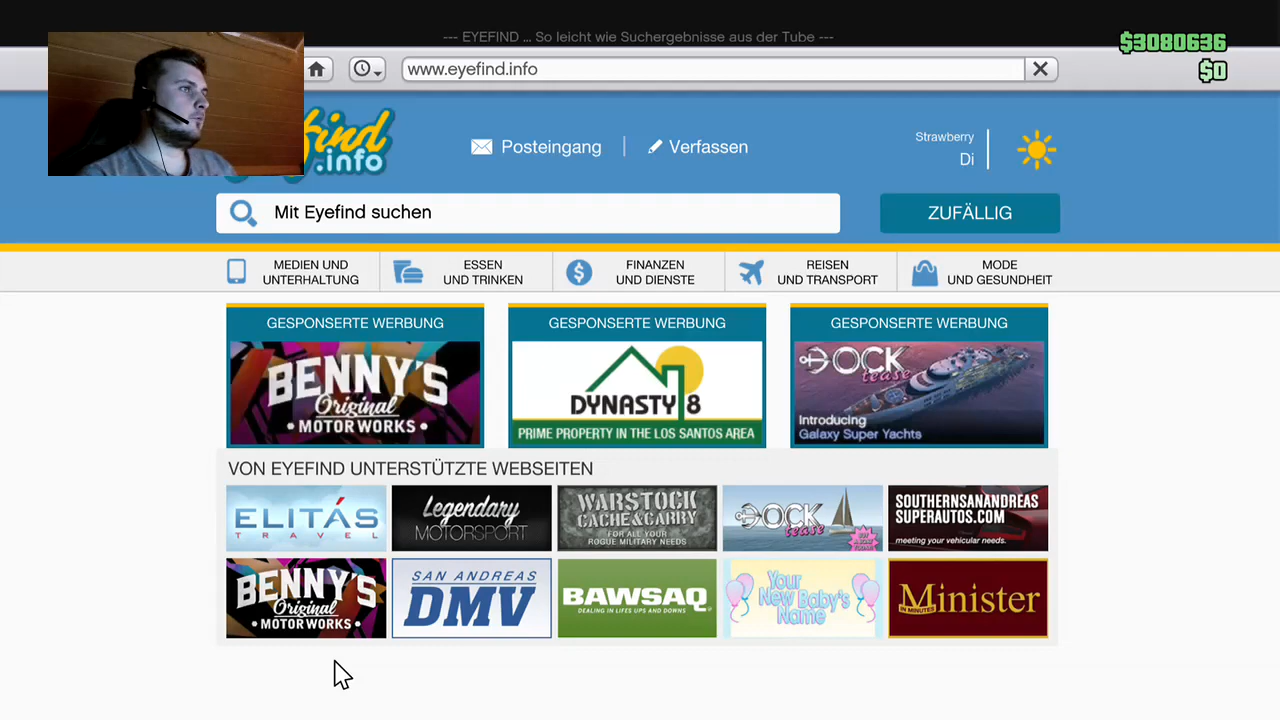 --- EYEFIND ... So leicht wie Suchergebnisse aus der Tube ---
$3080636
$0
www.eyefind.info
find
.info
Posteingang
Verfassen
Strawberry
Di
Mit Eyefind suchen
ZUFÄLLIG
MEDIEN UND
UNTERHALTUNG
ESSEN
UND TRINKEN
FINANZEN
UND DIENSTE
REISEN
UND TRANSPORT
MODE
UND GESUNDHEIT
GESPONSERTE WERBUNG
BENNY'S
Original
MOTOR WORKS
GESPONSERTE WERBUNG
DYNASTY 8
PRIME PROPERTY IN THE LOS SANTOS AREA
GESPONSERTE WERBUNG
DOCK
tease
Introducing
Galaxy Super Yachts
VON EYEFIND UNTERSTÜTZTE WEBSEITEN
ELITÁS
TRAVEL
Legendary
MOTORSPORT
WARSTOCK
CACHE & CARRY
FOR ALL YOUR
ROGUE MILITARY NEEDS
DOCK
tease
SOUTHERNSANANDREAS
SUPERAUTOS.COM
meeting your vehicular needs.
BENNY'S
Original
MOTOR WORKS
SAN ANDREAS
DMV
BAWSAQ
DEALING IN LIFES UPS AND DOWNS
Your
New Baby's
Name
Minister
IN MINUTES